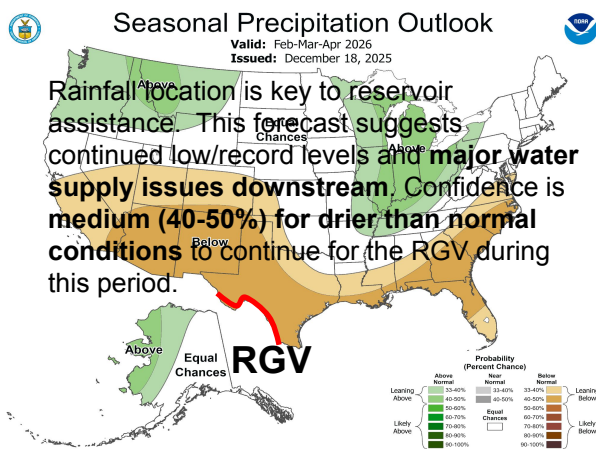 Seasonal Precipitation Outlook
Valid: Feb-Mar-Apr 2026
Issued: December 18, 2025
NOAA
Rainfall location is key to reservoir
assistance. This forecast suggests
continued low/record levels and major water
supply issues downstream. Confidence is
medium (40-50%) for drier than normal
conditions to continue for the RGV during
this period.
Above
Equal
Chances
Above
Below
Above
Equal
Chances
RGV
Probability
(Percent Chance)
Above
Normal
Near
Normal
Below
Normal
Leaning
Above
33-40%
40-50%
50-60%
60-70%
70-80%
80-90%
90-100%
Likely
Above
33-40%
40-50%
Equal
Chances
33-40%
40-50%
50-60%
60-70%
70-80%
80-90%
90-100%
Leaning
Below
Likely
Below